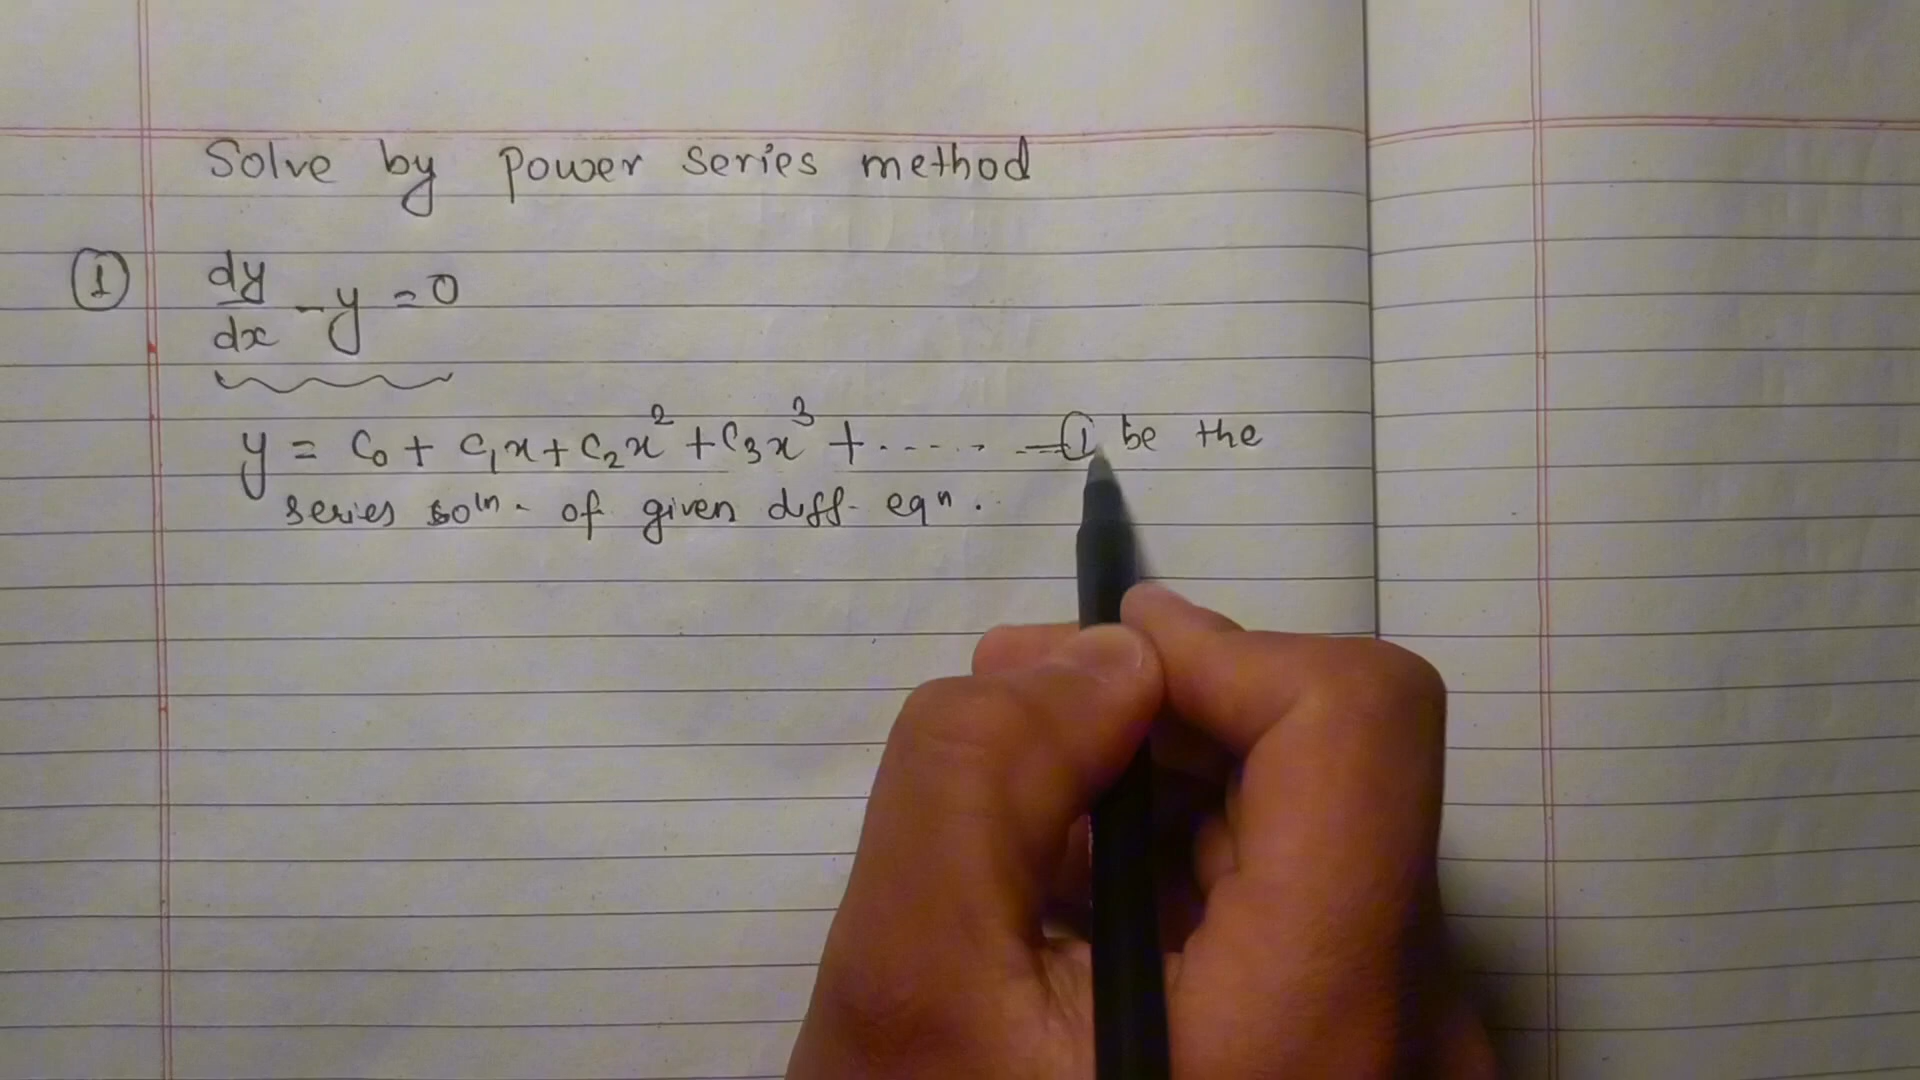 Solve by power series method
① dy/dx - y = 0
y = c₀ + c₁x + c₂x² + c₃x³ + ..... —① be the
series solⁿ. of given diff. eqⁿ.